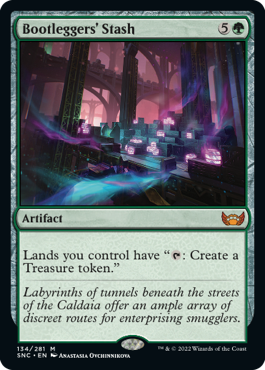 Bootleggers' Stash 5
Artifact
Lands you control have “: Create a
Treasure token.”
Labyrinths of tunnels beneath the streets
of the Caldaia offer an ample array of
discreet routes for enterprising smugglers.
134/281 M
SNC • EN Anastasia Ovchinnikova
™ & © 2022 Wizards of the Coast